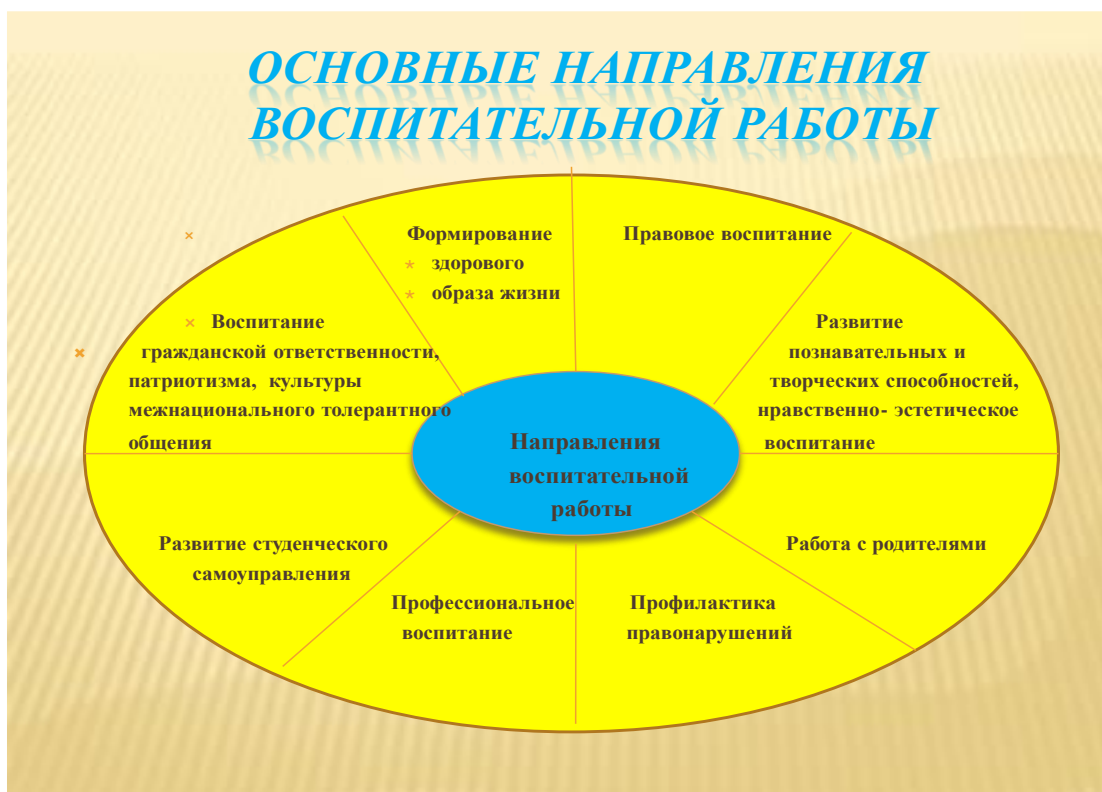 ОСНОВНЫЕ НАПРАВЛЕНИЯ
ВОСПИТАТЕЛЬНОЙ РАБОТЫ
Формирование
здорового
образа жизни
Правовое воспитание
Воспитание
гражданской ответственности,
патриотизма, культуры
межнационального толерантного
общения
Развитие
познавательных и
творческих способностей,
нравственно- эстетическое
воспитание
Направления
воспитательной
работы
Развитие студенческого
самоуправления
Работа с родителями
Профессиональное
воспитание
Профилактика
правонарушений